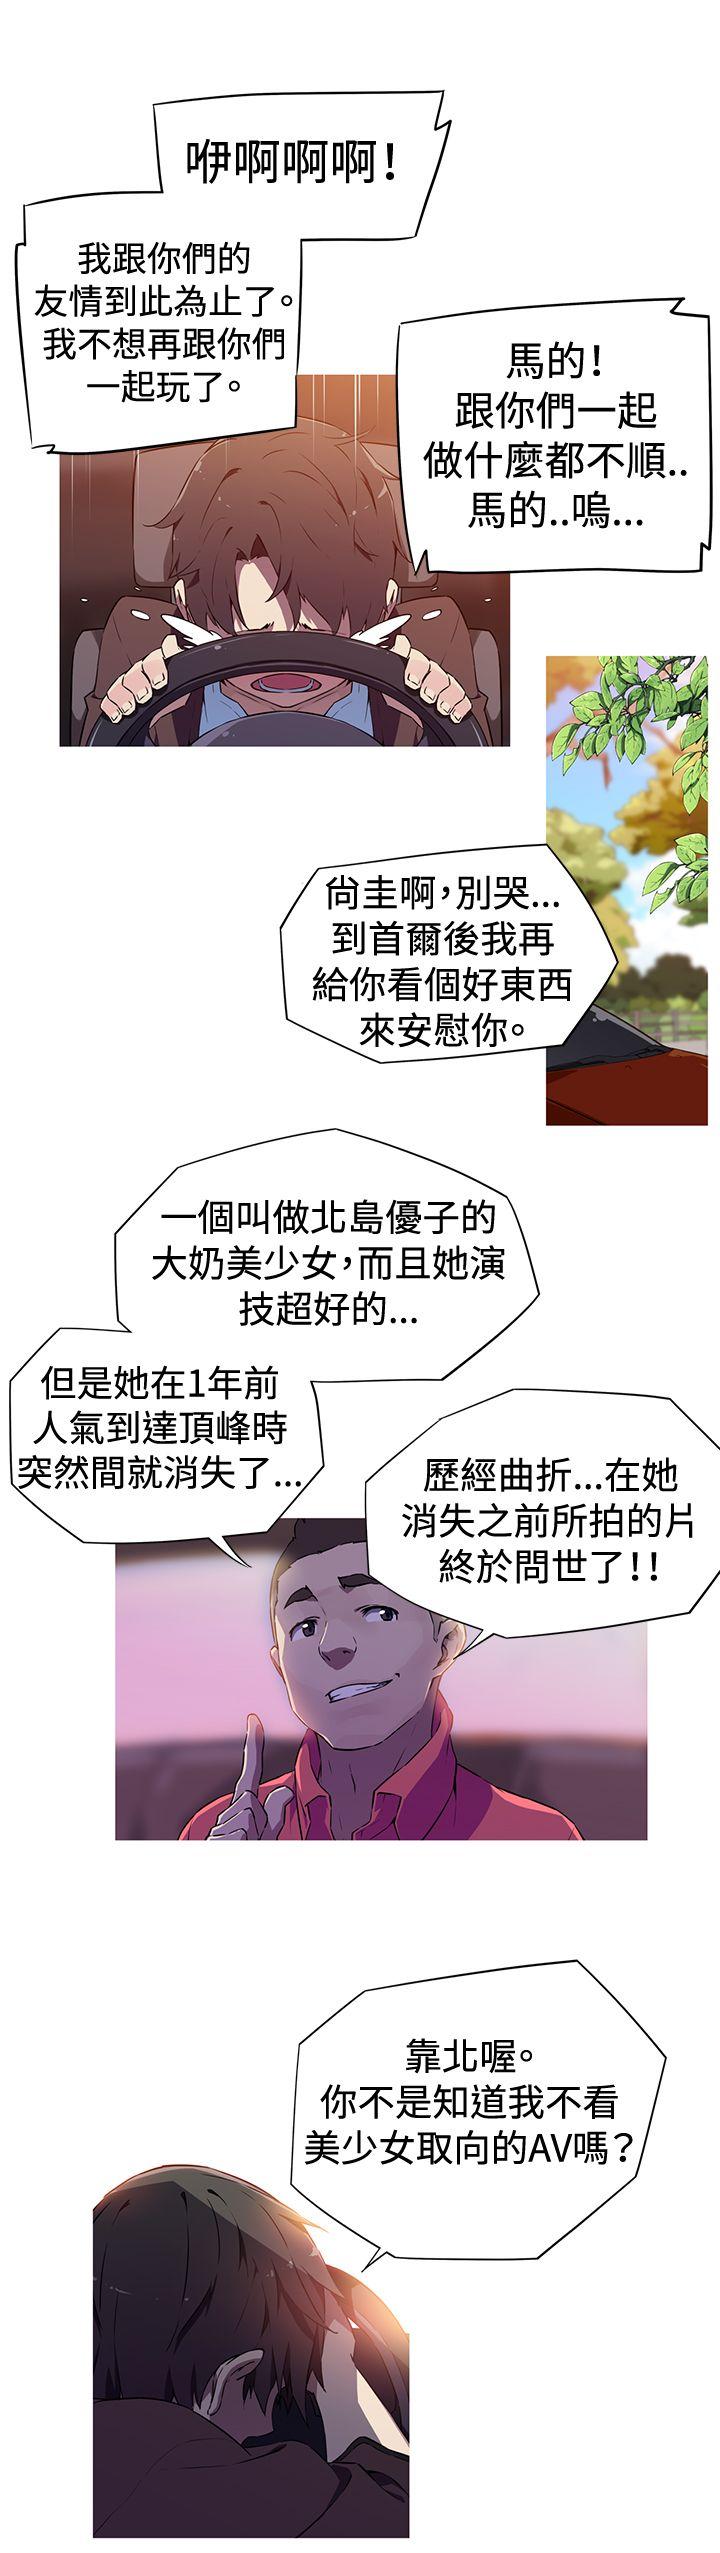 咿啊啊啊!
我跟你們的
友情到此為止了。
我不想再跟你們
一起玩了。
馬的!
跟你們一起
做什麼都不順..
馬的..嗚...
尚圭啊,別哭...
到首爾後我再
給你看個好東西
來安慰你。
一個叫做北島優子的
大奶美少女,而且她演
技超好的...
但是她在1年前
人氣到達頂峰時
突然間就消失了...
歷經曲折...在她
消失之前所拍的片
終於問世了!!
靠北喔。
你不是知道我不看
美少女取向的AV嗎?